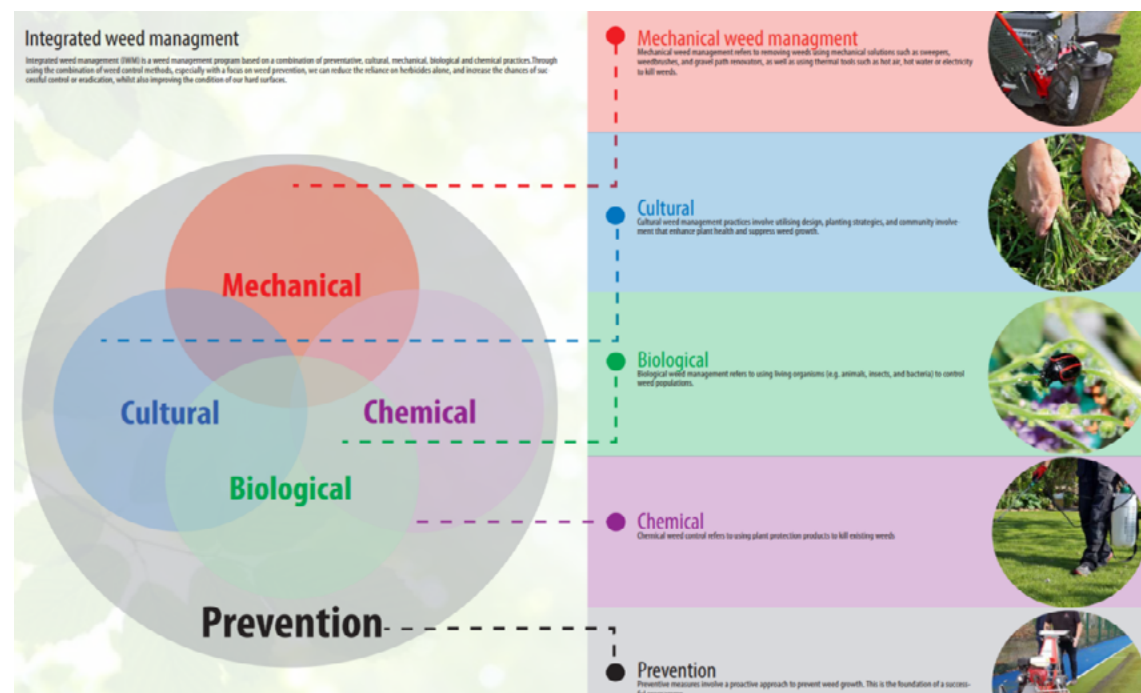 Integrated weed managment
Integrated weed management (IWM) is a weed management program based on a combination of preventative, cultural, mechanical, biological and chemical practices.Through
using the combination of weed control methods, especially with a focus on weed prevention, we can reduce the reliance on herbicides alone, and increase the chances of suc-
cessful control or eradication, whilst also improving the condition of our hard surfaces.
Mechanical
Cultural
Chemical
Biological
Prevention
Mechanical weed managment
Mechanical weed management refers to removing weeds using mechanical solutions such as sweepers,
weedbrushes, and gravel path renovators, as well as using thermal tools such as hot air, hot water or electricity
to kill weeds.
Cultural
Cultural weed management practices involve utilising design, planting strategies, and community involve-
ment that enhance plant health and suppress weed growth.
Biological
Biological weed management refers to using living organisms (e.g. animals, insects, and bacteria) to control
weed populations.
Chemical
Chemical weed control refers to using plant protection products to kill existing weeds
Prevention
Preventive measures involve a proactive approach to prevent weed growth. This is the foundation of a success-